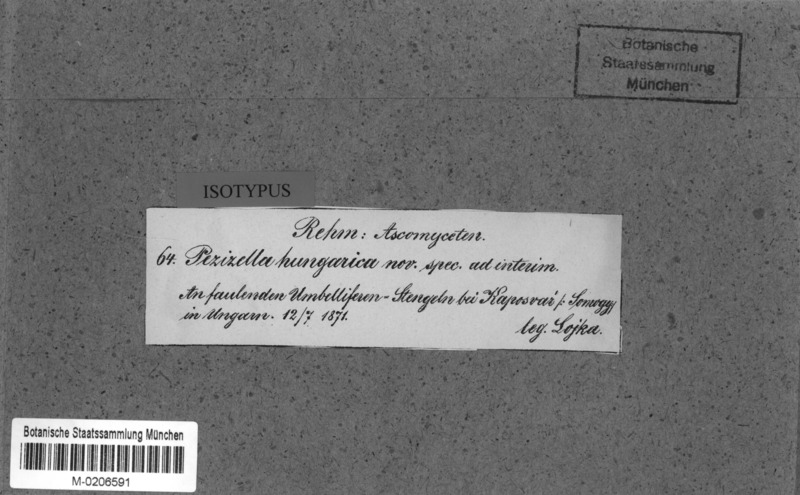 Botanische
Staatssammlung
München
ISOTYPUS
Rehm: Ascomyceten.
64. Pezizella hungarica nov. spec. ad interim.
An faulenden Umbelliferen-Stengeln bei Kaposvár /: Somogy/
in Ungarn. 12/7 1871.
leg. Lojka.
Botanische Staatssammlung München
M-0206591